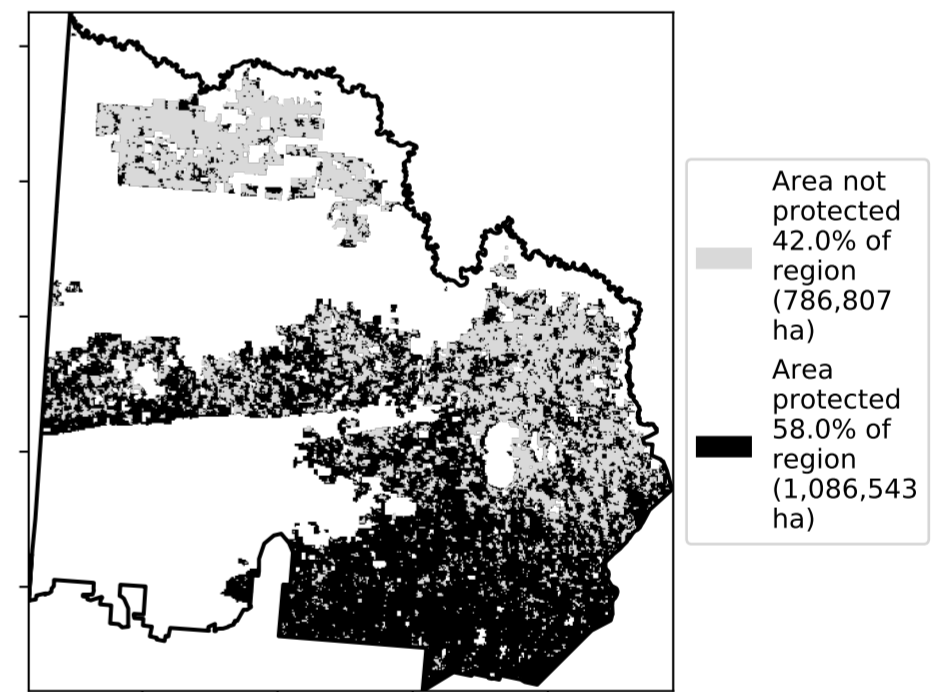 Area not
protected
42.0% of
region
(786,807
ha)
Area
protected
58.0% of
region
(1,086,543
ha)